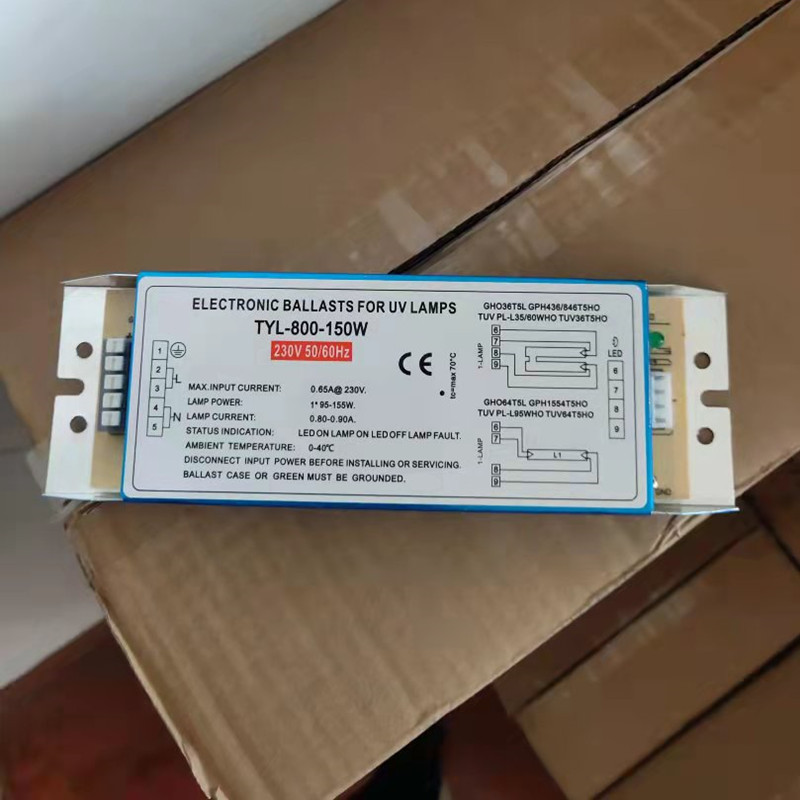 ELECTRONIC BALLASTS FOR UV LAMPS
TYL-800-150W
230V 50/60Hz
CE
tc=max 70°C
1
2
3
4
5
L
N
MAX.INPUT CURRENT: 0.65A@ 230V.
LAMP POWER: 1* 95-155W.
LAMP CURRENT: 0.80-0.90A.
STATUS INDICATION: LED ON LAMP ON LED OFF LAMP FAULT.
AMBIENT TEMPERATURE: 0-40℃
DISCONNECT INPUT POWER BEFORE INSTALLING OR SERVICING.
BALLAST CASE OR GREEN MUST BE GROUNDED.
GHO36T5L GPH436/846T5HO
TUV PL-L35/60WHO TUV36T5HO
1-LAMP
6
7
8
9
GHO64T5L GPH1554T5HO
TUV PL-L95WHO TUV64T5HO
1-LAMP
6
7
L1
8
9
LED
6
7
8
9
GND